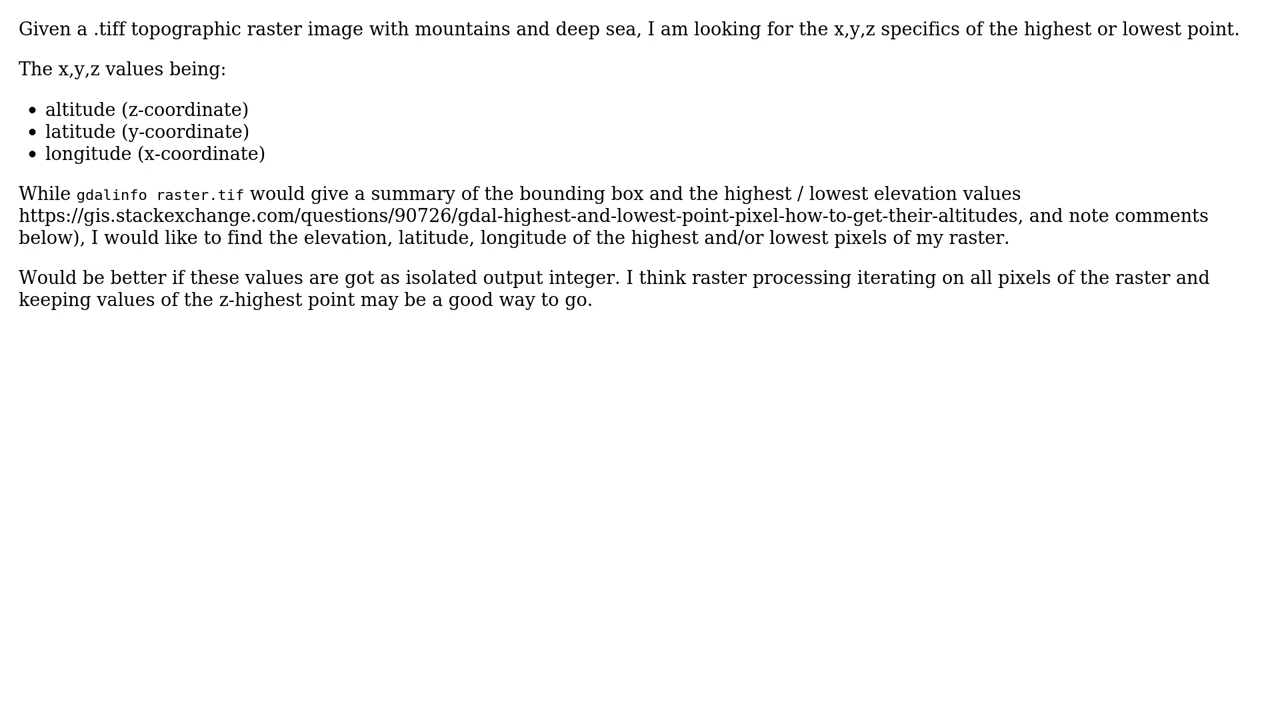 Given a .tiff topographic raster image with mountains and deep sea, I am looking for the x,y,z specifics of the highest or lowest point.
The x,y,z values being:
• altitude (z-coordinate)
• latitude (y-coordinate)
• longitude (x-coordinate)
While gdalinfo raster.tif would give a summary of the bounding box and the highest / lowest elevation values
https://gis.stackexchange.com/questions/90726/gdal-highest-and-lowest-point-pixel-how-to-get-their-altitudes, and note comments
below), I would like to find the elevation, latitude, longitude of the highest and/or lowest pixels of my raster.
Would be better if these values are got as isolated output integer. I think raster processing iterating on all pixels of the raster and
keeping values of the z-highest point may be a good way to go.